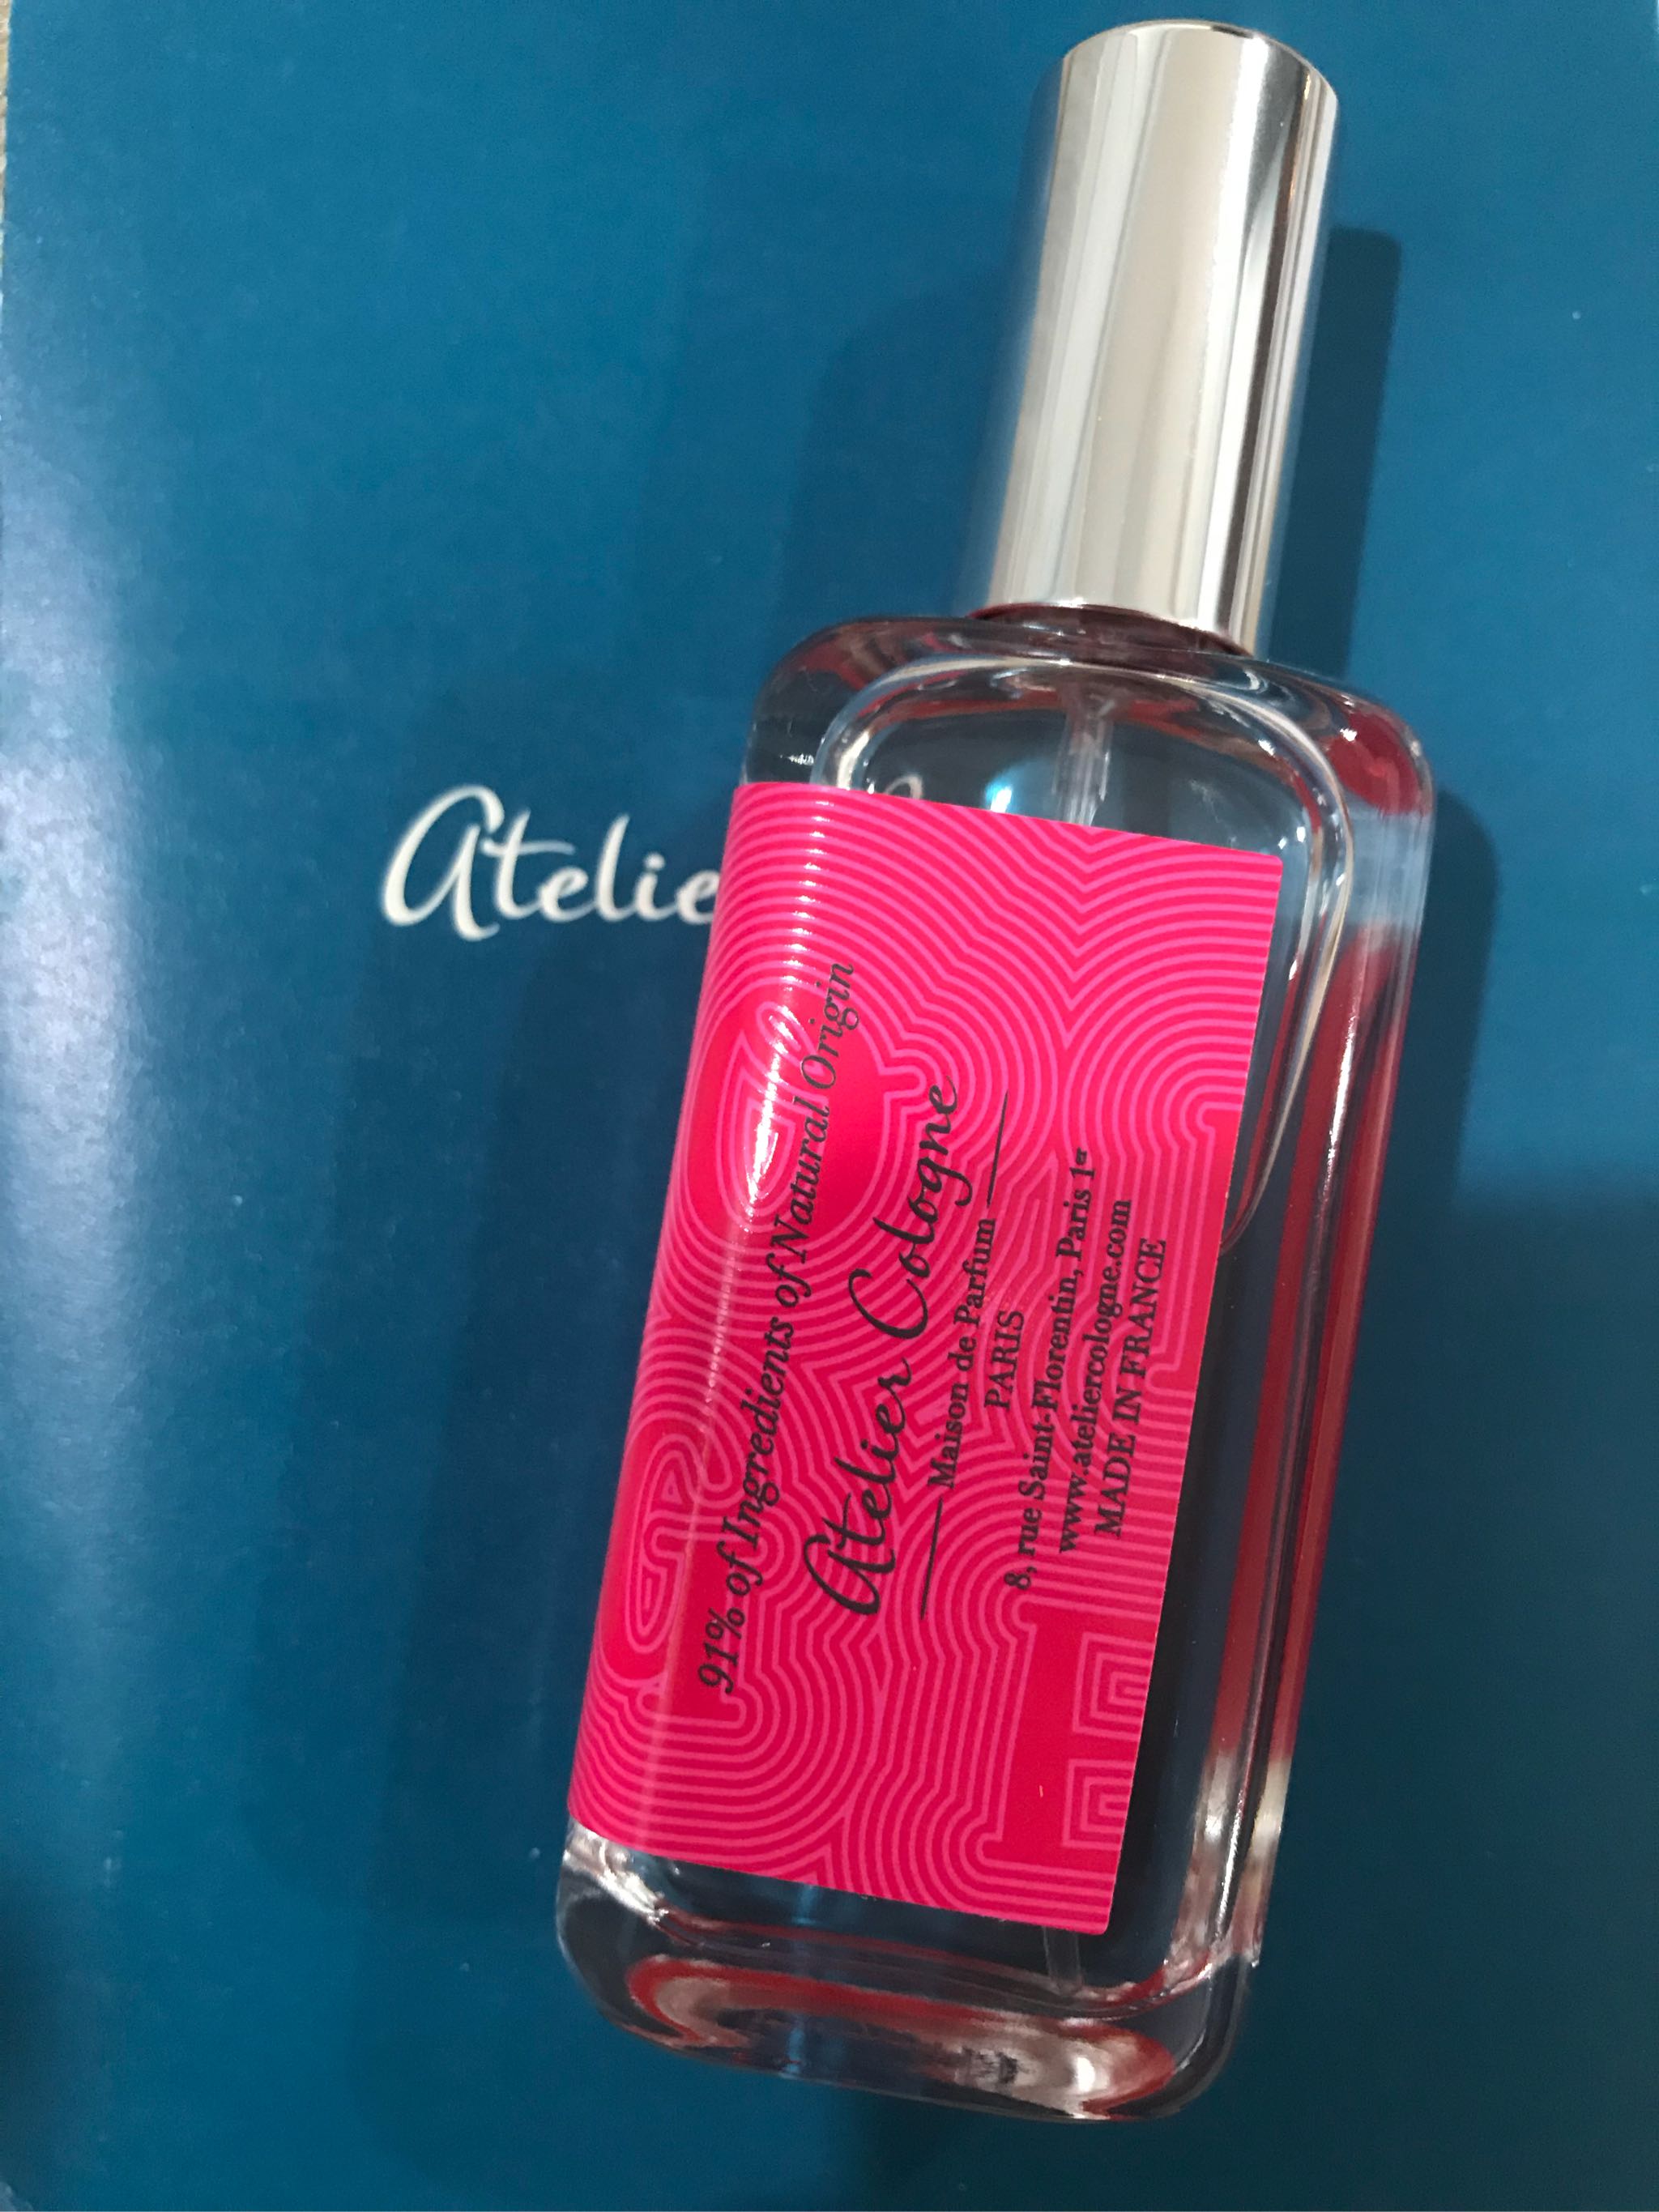 Atelie
91% of Ingredients of Natural Origin
Atelier Cologne
Maison de Parfum
PARIS
8, rue Saint-Florentin, Paris 1er
www.ateliercologne.com
MADE IN FRANCE